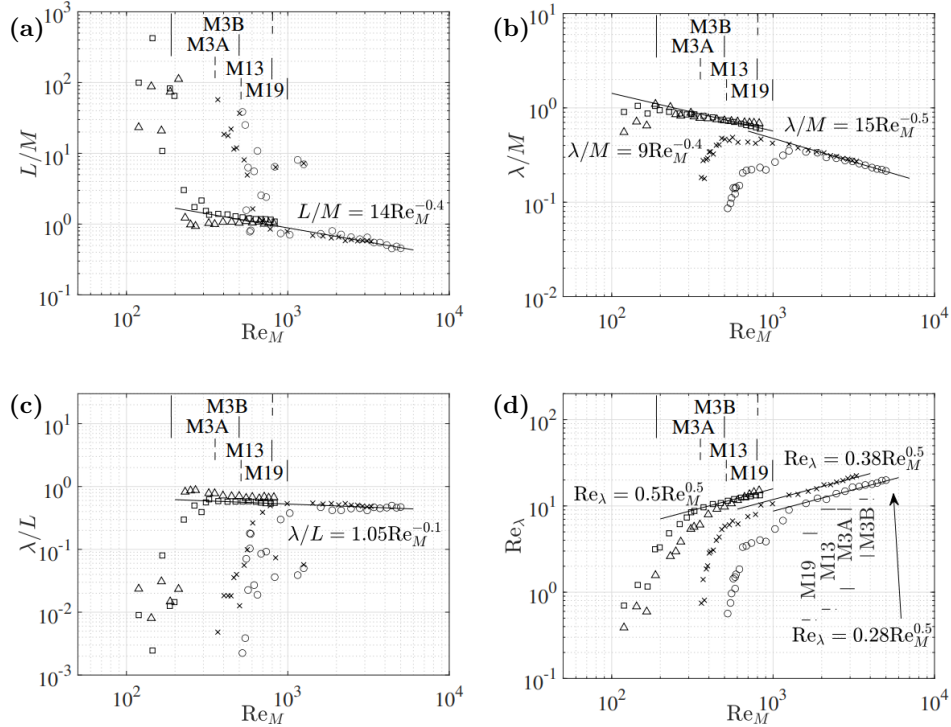 (a)
M3B
M3A
M13
M19
10^3
10^2
10^1
10^0
10^-1
L/M
L/M = 14Re_M^-0.4
10^2
10^3
10^4
Re_M
(b)
M3B
M3A
M13
M19
10^1
10^0
10^-1
10^-2
λ/M
λ/M = 15Re_M^-0.5
λ/M = 9Re_M^-0.4
10^1
10^2
10^3
10^4
Re_M
(c)
M3B
M3A
M13
M19
10^1
10^0
10^-1
10^-2
10^-3
λ/L
λ/L = 1.05Re_M^-0.1
10^2
10^3
10^4
Re_M
(d)
M3B
M3A
M13
M19
10^2
10^1
10^0
10^-1
Re_λ
Re_λ = 0.38Re_M^0.5
Re_λ = 0.5Re_M^0.5
M19
M13
M3A
M3B
Re_λ = 0.28Re_M^0.5
10^1
10^2
10^3
10^4
Re_M